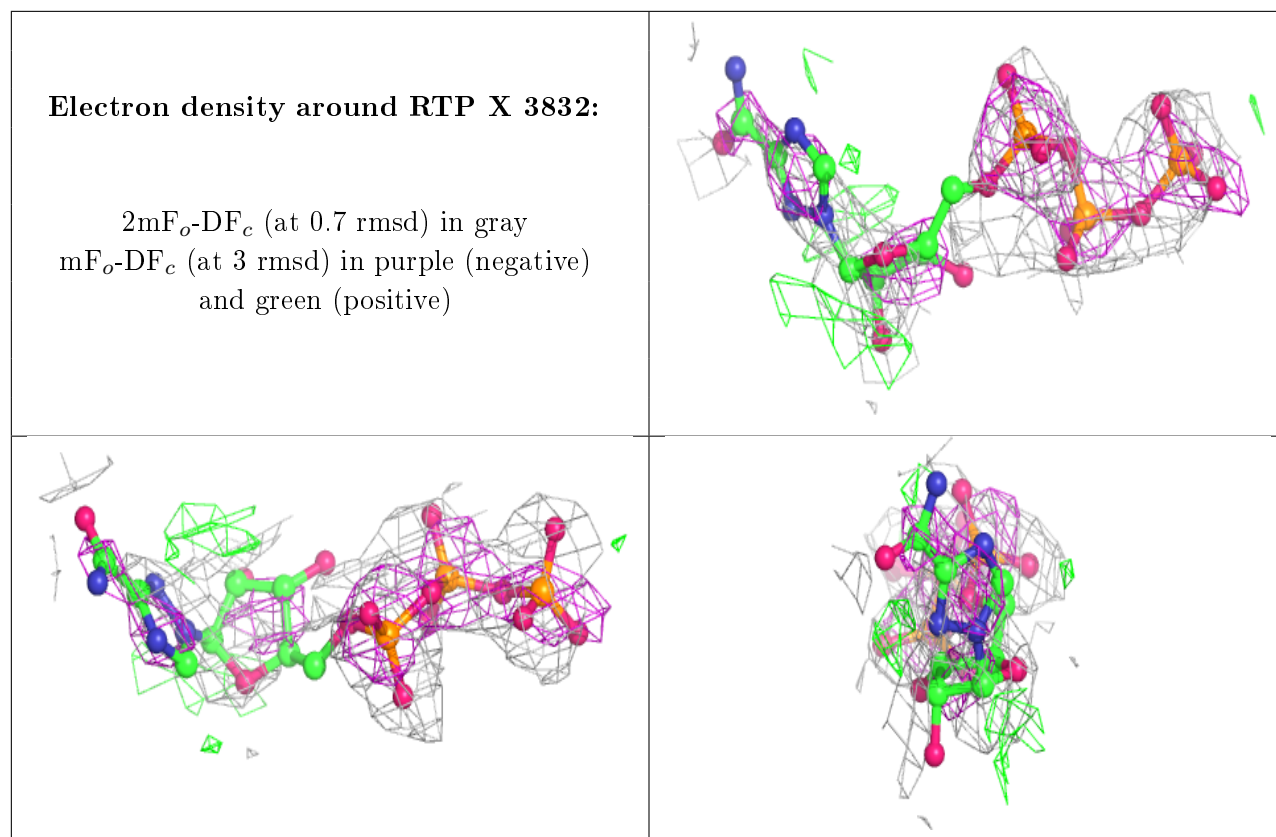 Electron density around RTP X 3832:
2mFₒ-DF𝒸 (at 0.7 rmsd) in gray
mFₒ-DF𝒸 (at 3 rmsd) in purple (negative)
and green (positive)